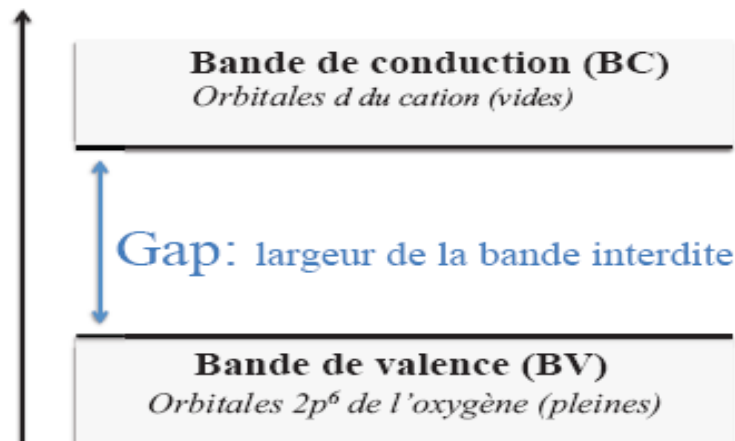 Bande de conduction (BC)
Orbitales d du cation (vides)
Gap: largeur de la bande interdite
Bande de valence (BV)
Orbitales 2p⁶ de l'oxygène (pleines)